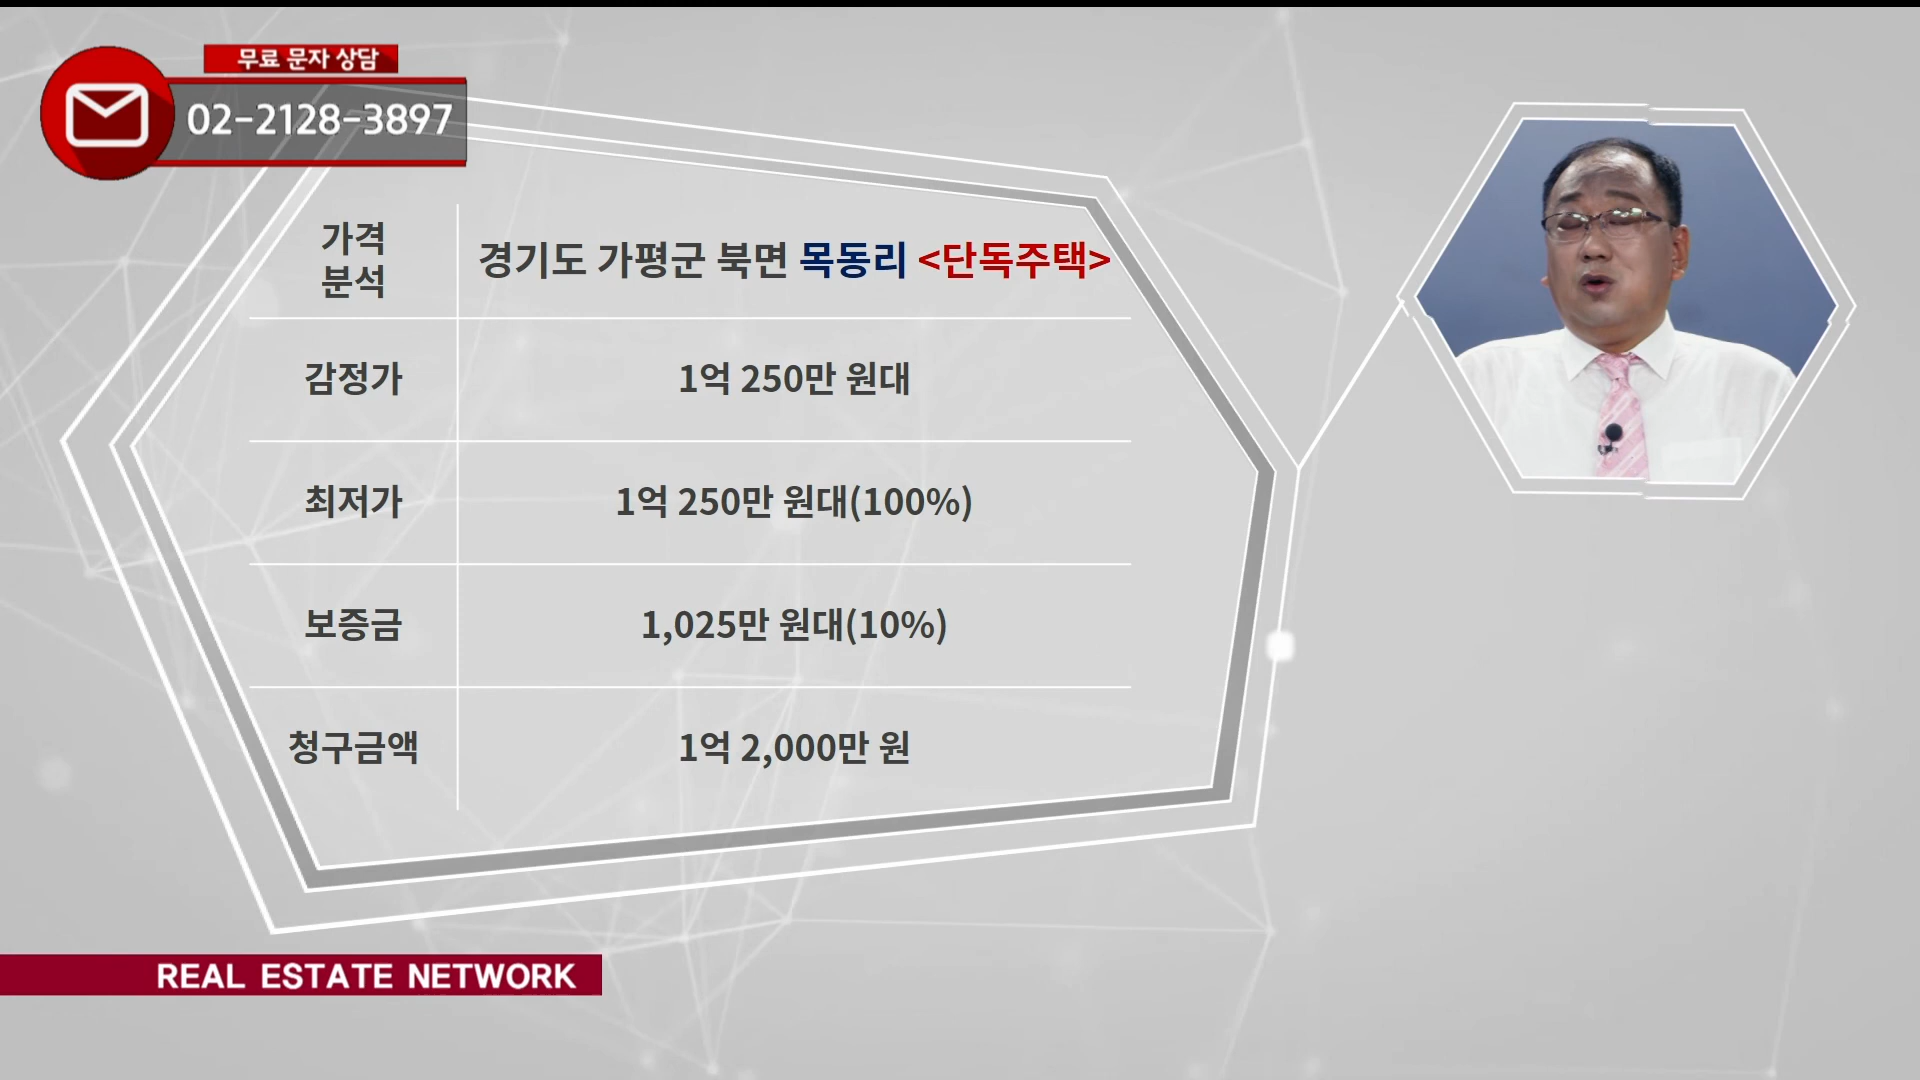 무료 문자 상담
02-2128-3897
가격
분석
경기도 가평군 북면 목동리 <단독주택>
감정가
1억 250만 원대
최저가
1억 250만 원대(100%)
보증금
1,025만 원대(10%)
청구금액
1억 2,000만 원
REAL ESTATE NETWORK